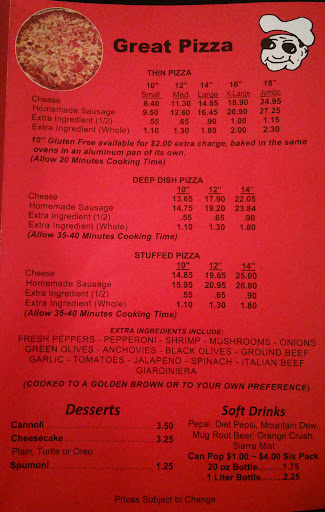 Great Pizza
THIN PIZZA
10" 12" 14" 16" 18"
Small Med Large X-Large Jumbo
Cheese 8.40 11.30 14.65 18.90 24.95
Homemade Sausage 9.50 12.60 16.45 20.90 27.25
Extra Ingredient (1/2) .55 .65 .90 1.00 1.15
Extra Ingredient (Whole) 1.10 1.30 1.80 2.00 2.30
10" Gluten Free available for $2.00 extra charge, baked in the same
ovens in an aluminum pan of its own.
(Allow 20 Minutes Cooking Time)
DEEP DISH PIZZA
10" 12" 14"
Cheese 13.65 17.90 22.05
Homemade Sausage 14.75 19.20 23.84
Extra Ingredient (1/2) .55 .65 .90
Extra Ingredient (Whole) 1.10 1.30 1.80
(Allow 35-40 Minutes Cooking Time)
STUFFED PIZZA
10" 12" 14"
Cheese 14.85 19.65 25.00
Homemade Sausage 15.95 20.95 26.80
Extra Ingredient (1/2) .55 .65 .90
Extra Ingredient (Whole) 1.10 1.30 1.80
(Allow 35-40 Minutes Cooking Time)
EXTRA INGREDIENTS INCLUDE:
FRESH PEPPERS - PEPPERONI - SHRIMP - MUSHROOMS - ONIONS
GREEN OLIVES - ANCHOVIES - BLACK OLIVES - GROUND BEEF
GARLIC - TOMATOES - JALAPENO - SPINACH - ITALIAN BEEF
GIARDINIERA
(COOKED TO A GOLDEN BROWN OR TO YOUR OWN PREFERENCE)
Desserts
Cannoli 3.50
Cheesecake 3.25
Plain, Turtle or Oreo
Spumoni 1.25
Soft Drinks
Pepsi, Diet Pepsi, Mountain Dew,
Mug Root Beer, Orange Crush,
Sierra Mist
Can Pop $1.00 ~ $4.00 Six Pack
20 oz Bottle..........1.75
1 Liter Bottle........2.25
Prices Subject to Change